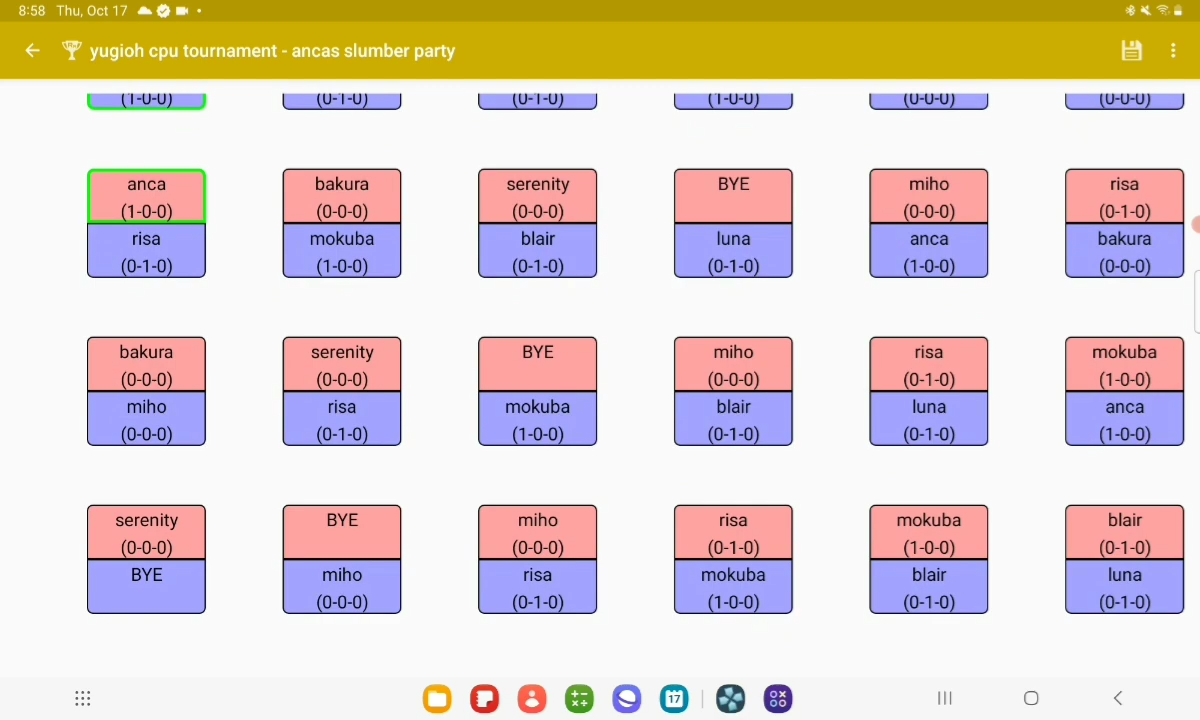 8:58 Thu, Oct 17
yugioh cpu tournament - ancas slumber party
(1-0-0) (0-1-0) (0-1-0) (1-0-0) (0-0-0) (0-0-0)
anca bakura serenity BYE miho risa
(1-0-0) (0-0-0) (0-0-0) (0-0-0) (0-1-0)
risa mokuba blair luna anca bakura
(0-1-0) (1-0-0) (0-1-0) (0-1-0) (1-0-0) (0-0-0)
bakura serenity BYE miho risa mokuba
(0-0-0) (0-0-0) (0-0-0) (0-1-0) (1-0-0)
miho risa mokuba blair luna anca
(0-0-0) (0-1-0) (1-0-0) (0-1-0) (0-1-0) (1-0-0)
serenity BYE miho risa mokuba blair
(0-0-0) (0-0-0) (0-1-0) (1-0-0) (0-1-0)
BYE miho risa mokuba blair luna
(0-0-0) (0-1-0) (1-0-0) (0-1-0) (0-1-0)
17